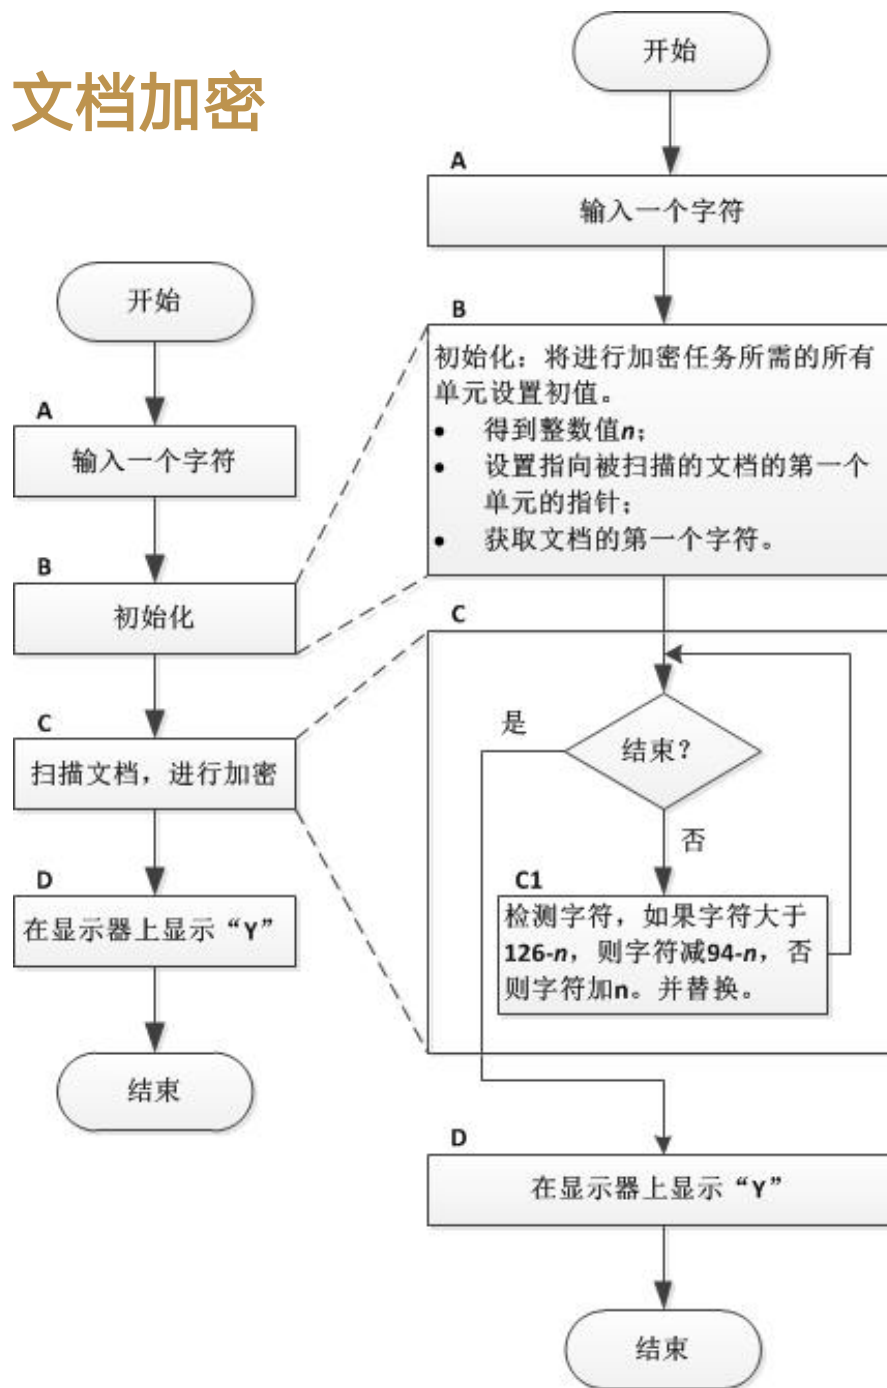 文档加密
开始
A
输入一个字符
B
初始化
C
扫描文档，进行加密
D
在显示器上显示“Y”
结束
开始
A
输入一个字符
B
初始化：将进行加密任务所需的所有
单元设置初值。
• 得到整数值n；
• 设置指向被扫描的文档的第一个
单元的指针；
• 获取文档的第一个字符。
C
结束？
是
否
C1
检测字符，如果字符大于
126-n，则字符减94-n，否
则字符加n。并替换。
D
在显示器上显示“Y”
结束